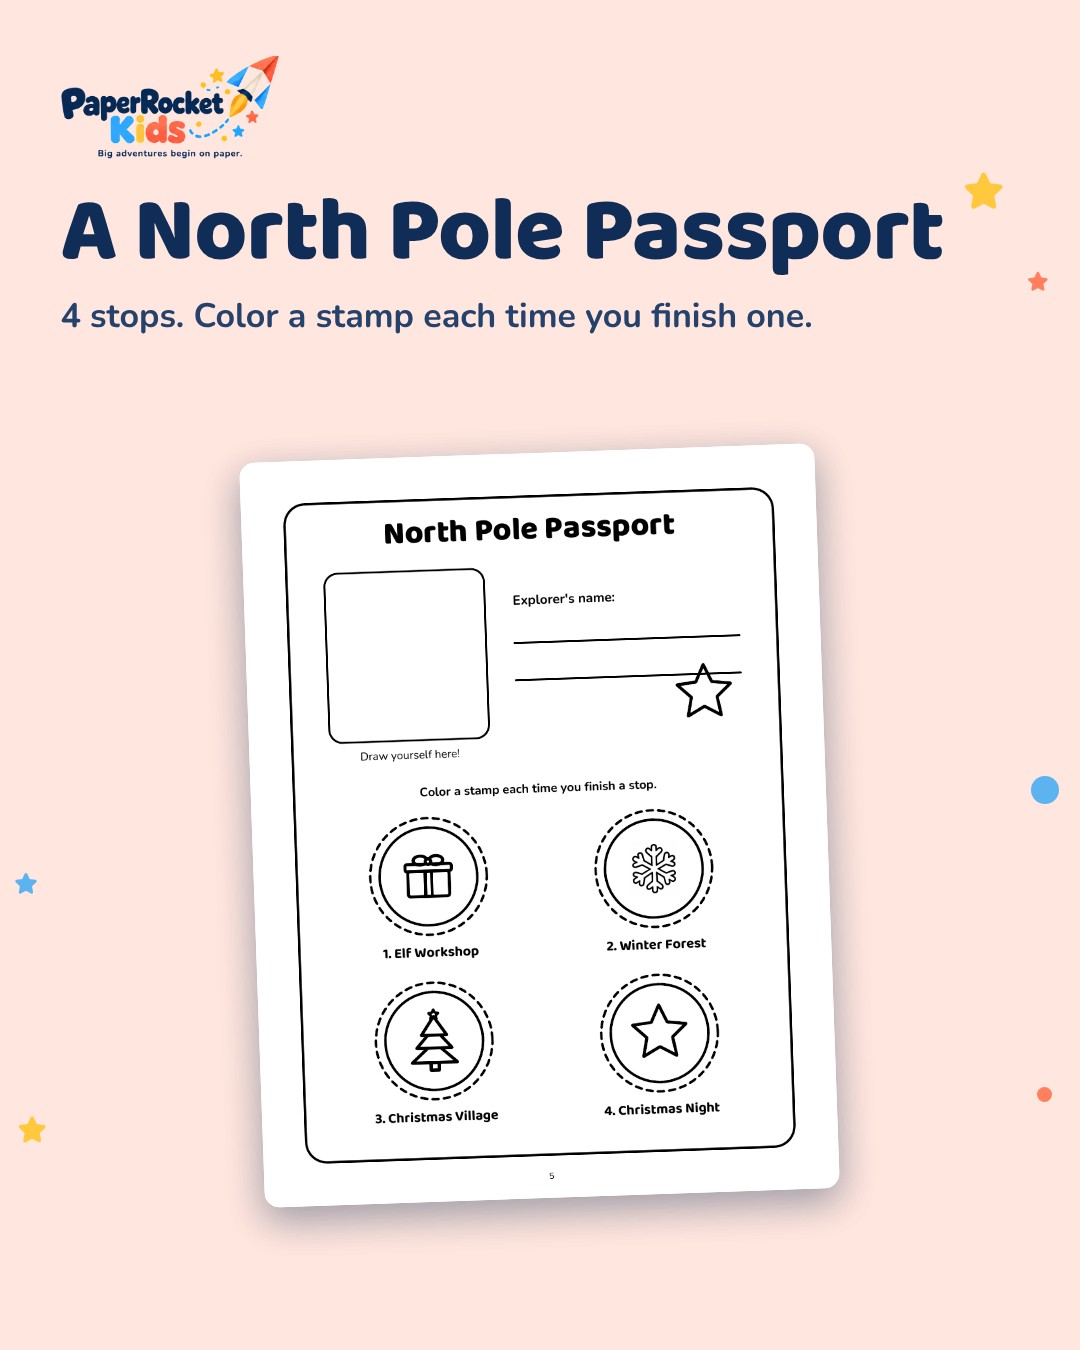 PaperRocket
Kids
Big adventures begin on paper.
A North Pole Passport
4 stops. Color a stamp each time you finish one.
North Pole Passport
Explorer's name:
Draw yourself here!
Color a stamp each time you finish a stop.
1. Elf Workshop
2. Winter Forest
3. Christmas Village
4. Christmas Night
5